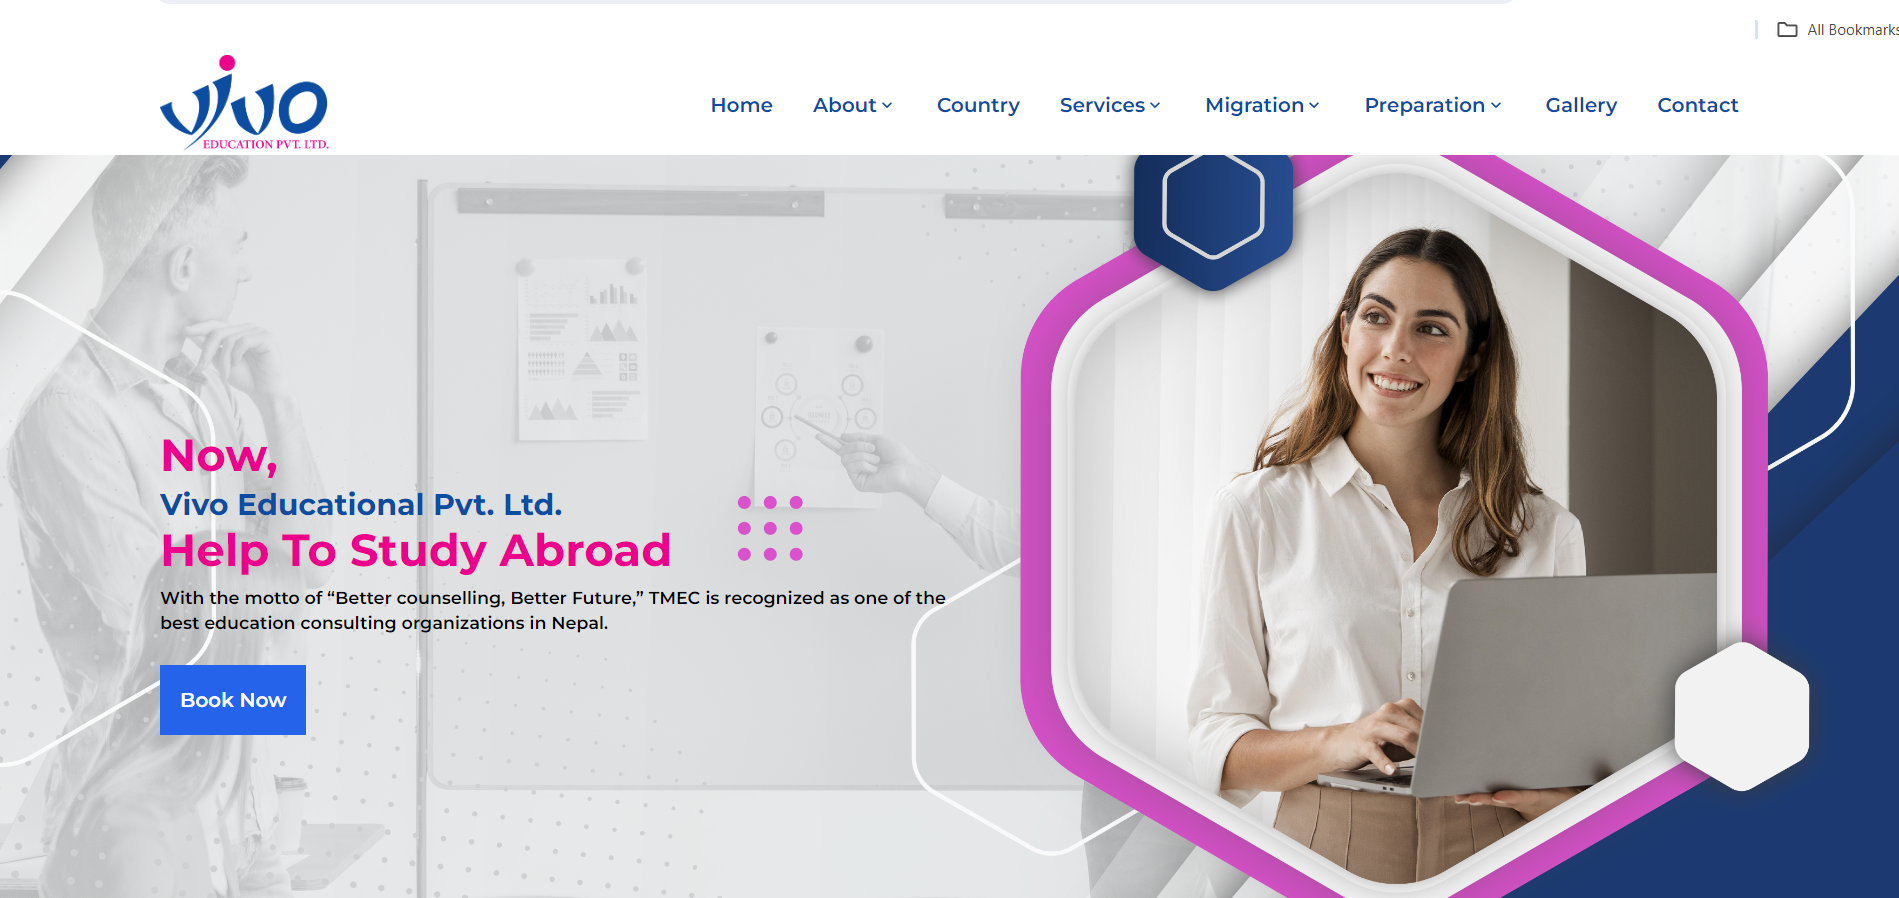 All Bookmarks
vivo
EDUCATION PVT. LTD.
Home About Country Services Migration Preparation Gallery Contact
Now,
Vivo Educational Pvt. Ltd.
Help To Study Abroad
With the motto of “Better counselling, Better Future,” TMEC is recognized as one of the
best education consulting organizations in Nepal.
Book Now